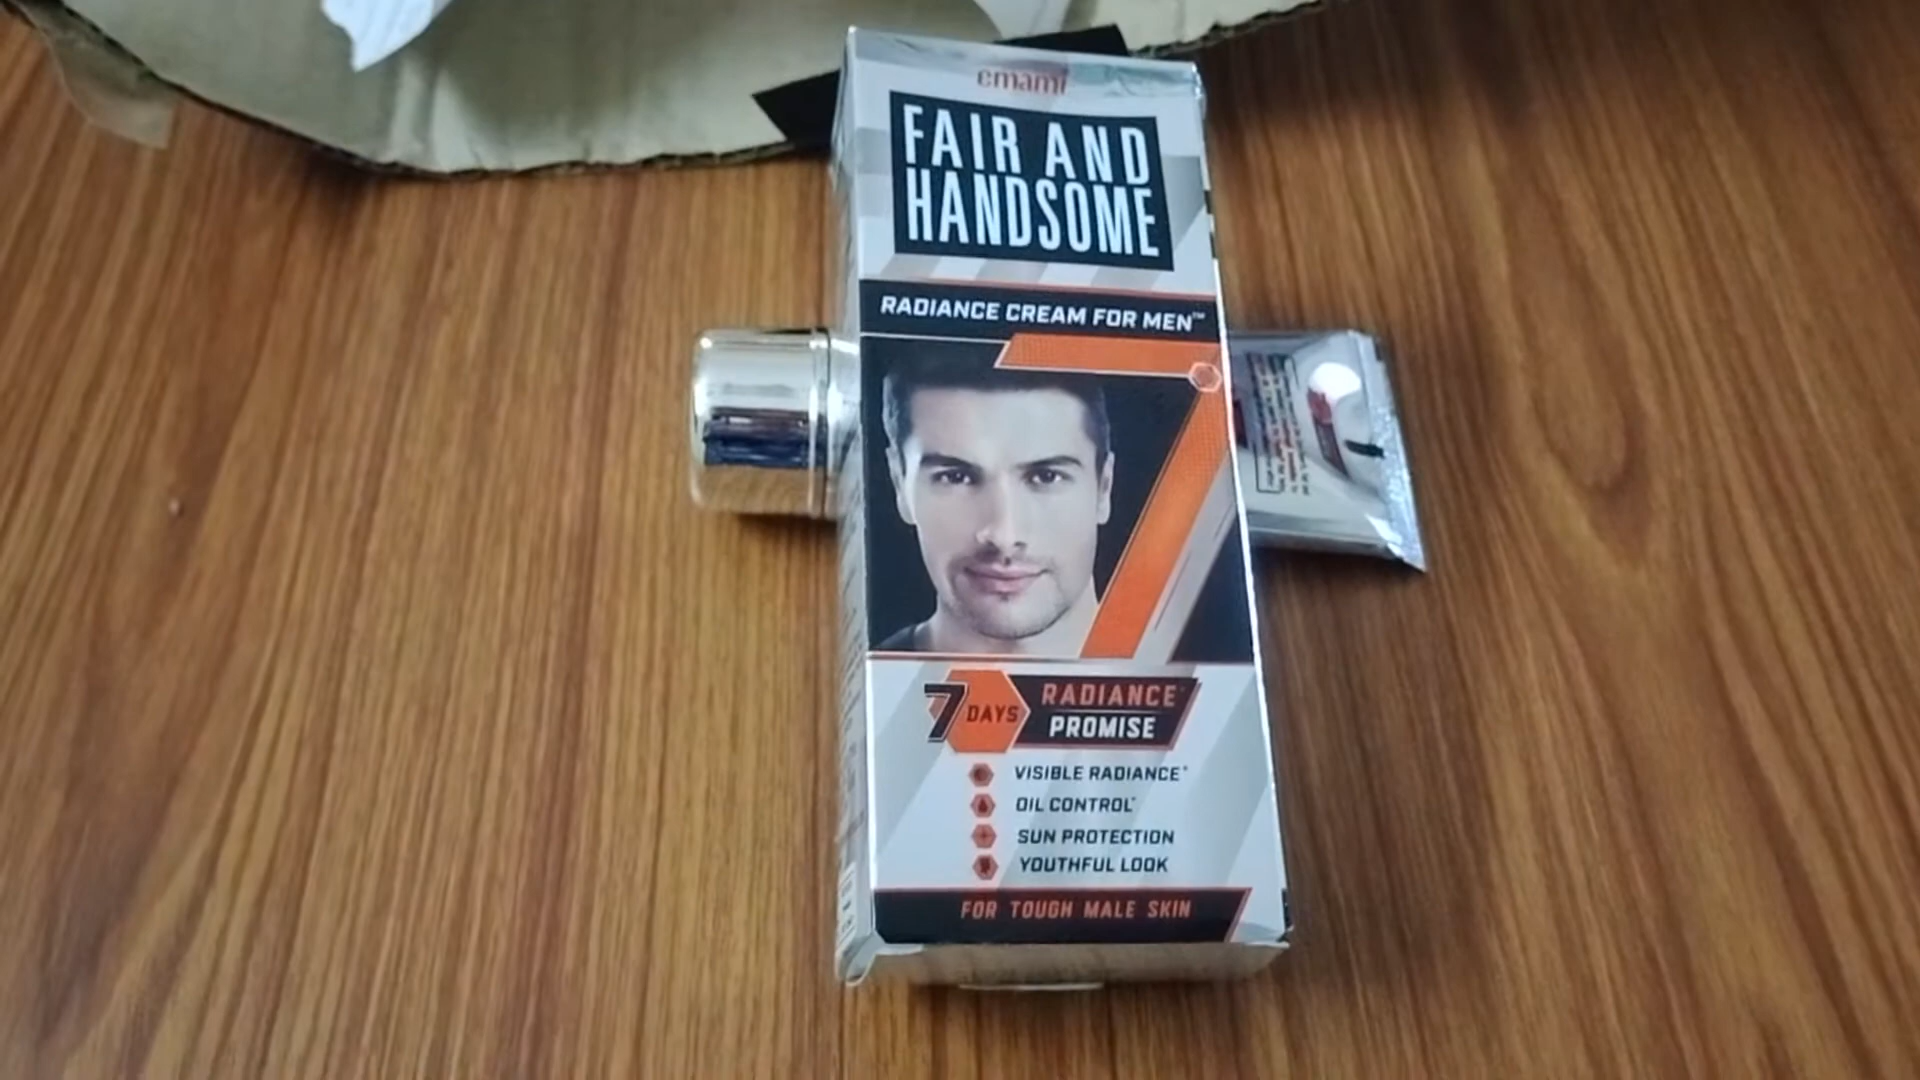 emami
FAIR AND
HANDSOME
RADIANCE CREAM FOR MEN™
7 DAYS
RADIANCE*
PROMISE
VISIBLE RADIANCE*
OIL CONTROL*
SUN PROTECTION
YOUTHFUL LOOK
FOR TOUGH MALE SKIN